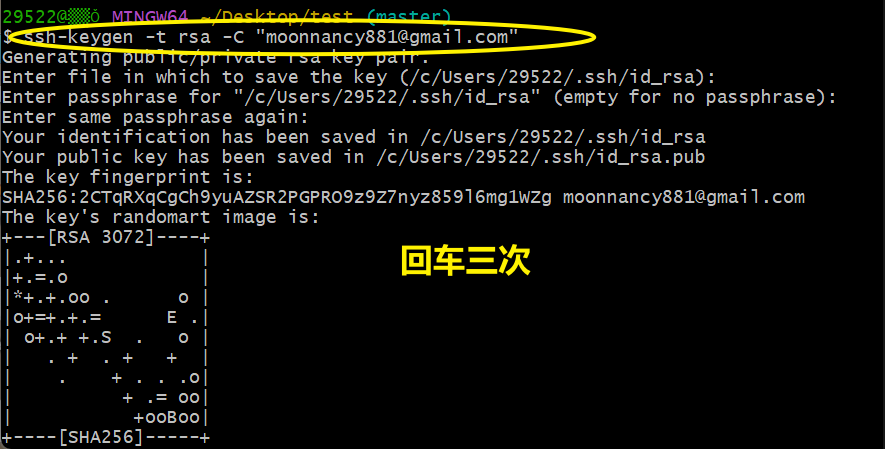 29522@▒▒Ō MINGW64 ~/Desktop/test (master)
$ ssh-keygen -t rsa -C "moonnancy881@gmail.com"
Generating public/private rsa key pair.
Enter file in which to save the key (/c/Users/29522/.ssh/id_rsa):
Enter passphrase for "/c/Users/29522/.ssh/id_rsa" (empty for no passphrase):
Enter same passphrase again:
Your identification has been saved in /c/Users/29522/.ssh/id_rsa
Your public key has been saved in /c/Users/29522/.ssh/id_rsa.pub
The key fingerprint is:
SHA256:2CTqRXqCgCh9yuAZSR2PGPRO9z9Z7nyz859l6mg1WZg moonnancy881@gmail.com
The key's randomart image is:
+---[RSA 3072]----+
|.+...            |
|+.=.o            |
|*+.+.oo .      o |
|o+=+.+.=      E .|
| o+.+ +.S  .   o |
|   . +  . +   +  |
|    .    + . . .o|
|          + .= oo|
|           +ooBoo|
+----[SHA256]-----+
回车三次